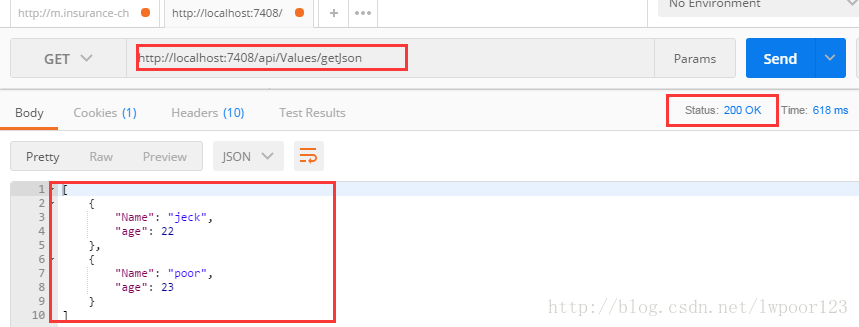 http://m.insurance-ch http://localhost:7408/ + ••• No Environment
GET http://localhost:7408/api/Values/getJson Params Send
Body Cookies (1) Headers (10) Test Results Status: 200 OK Time: 618 ms
Pretty Raw Preview JSON
1 [
2 {
3 "Name": "jeck",
4 "age": 22
5 },
6 {
7 "Name": "poor",
8 "age": 23
9 }
10 ]
http://blog.csdn.net/lwpoor123